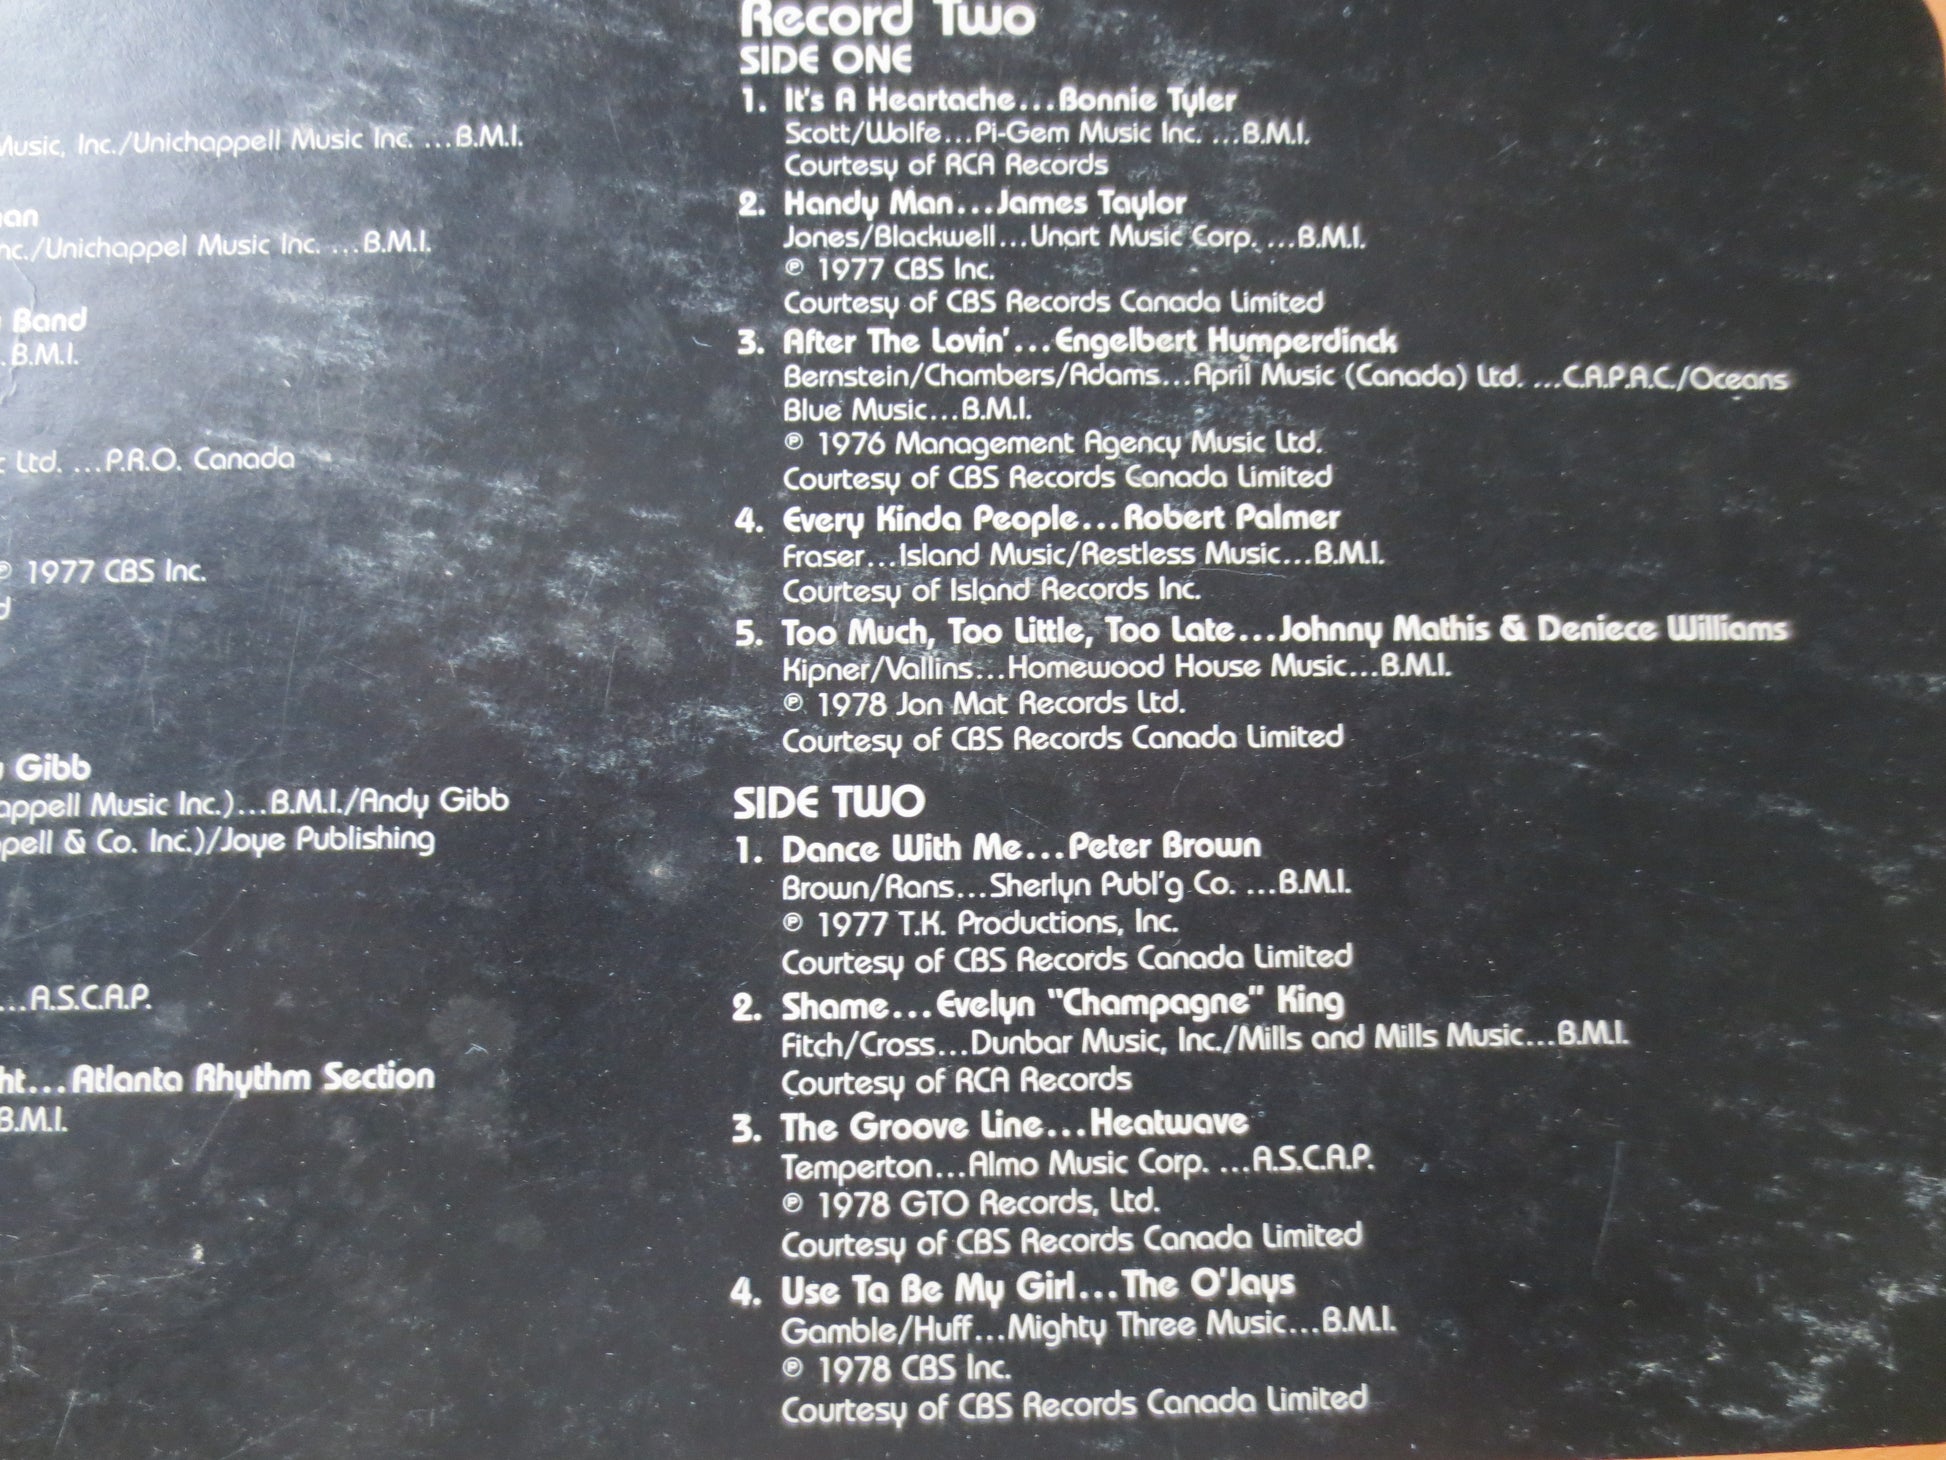 Music, Inc./Unichappell Music Inc. ...B.M.I.
nc./Unichappel Music Inc. ...B.M.I.
Band
. B.M.I.
Ltd. ...P.R.O. Canada
℗ 1977 CBS Inc.
Gibb
appell Music Inc.)...B.M.I./Andy Gibb
pell & Co. Inc.)/Joye Publishing
...A.S.C.A.P.
ht...Atlanta Rhythm Section
B.M.I.
Record Two
SIDE ONE
1. It's A Heartache...Bonnie Tyler
Scott/Wolfe...Pi-Gem Music Inc. ...B.M.I.
Courtesy of RCA Records
2. Handy Man...James Taylor
Jones/Blackwell...Unart Music Corp. ...B.M.I.
℗ 1977 CBS Inc.
Courtesy of CBS Records Canada Limited
3. After The Lovin'...Engelbert Humperdinck
Bernstein/Chambers/Adams...April Music (Canada) Ltd. ...C.A.P.A.C./Oceans
Blue Music...B.M.I.
℗ 1976 Management Agency Music Ltd.
Courtesy of CBS Records Canada Limited
4. Every Kinda People...Robert Palmer
Fraser...Island Music/Restless Music...B.M.I.
Courtesy of Island Records Inc.
5. Too Much, Too Little, Too Late...Johnny Mathis & Deniece Williams
Kipner/Vallins...Homewood House Music...B.M.I.
℗ 1978 Jon Mat Records Ltd.
Courtesy of CBS Records Canada Limited
SIDE TWO
1. Dance With Me...Peter Brown
Brown/Rans...Sherlyn Publ'g Co. ...B.M.I.
℗ 1977 T.K. Productions, Inc.
Courtesy of CBS Records Canada Limited
2. Shame...Evelyn "Champagne" King
Fitch/Cross...Dunbar Music, Inc./Mills and Mills Music...B.M.I.
Courtesy of RCA Records
3. The Groove Line...Heatwave
Temperton...Almo Music Corp. ...A.S.C.A.P.
℗ 1978 GTO Records, Ltd.
Courtesy of CBS Records Canada Limited
4. Use Ta Be My Girl...The O'Jays
Gamble/Huff...Mighty Three Music...B.M.I.
℗ 1978 CBS Inc.
Courtesy of CBS Records Canada Limited